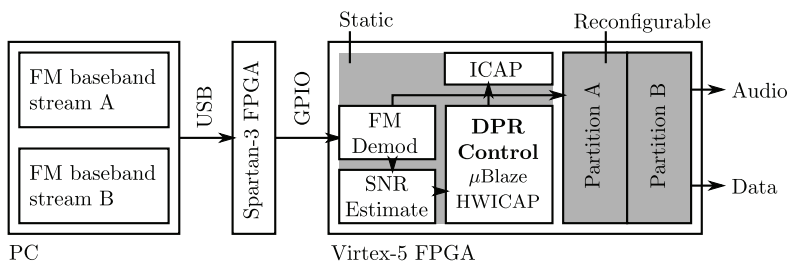 Static
Reconfigurable
FM baseband
stream A
FM baseband
stream B
PC
USB
Spartan-3 FPGA
GPIO
ICAP
FM
Demod
SNR
Estimate
DPR
Control
μBlaze
HWICAP
Partition A
Partition B
Audio
Data
Virtex-5 FPGA